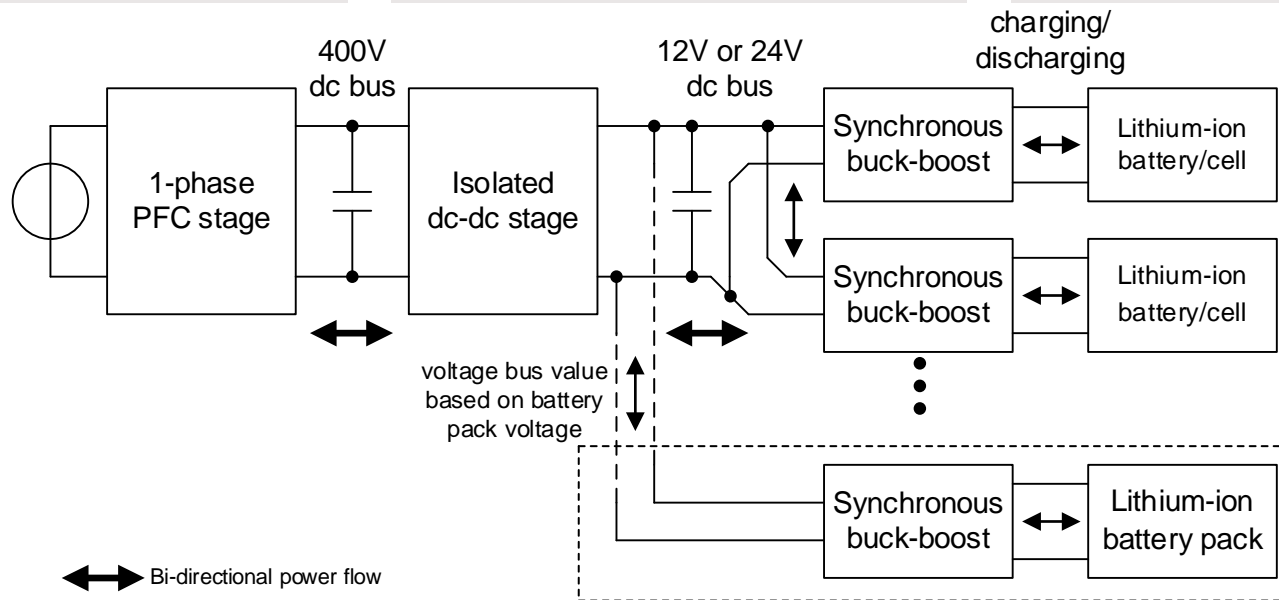 charging/
discharging
400V
dc bus
12V or 24V
dc bus
1-phase
PFC stage
Isolated
dc-dc stage
Synchronous
buck-boost
Lithium-ion
battery/cell
Synchronous
buck-boost
Lithium-ion
battery/cell
voltage bus value
based on battery
pack voltage
Synchronous
buck-boost
Lithium-ion
battery pack
Bi-directional power flow